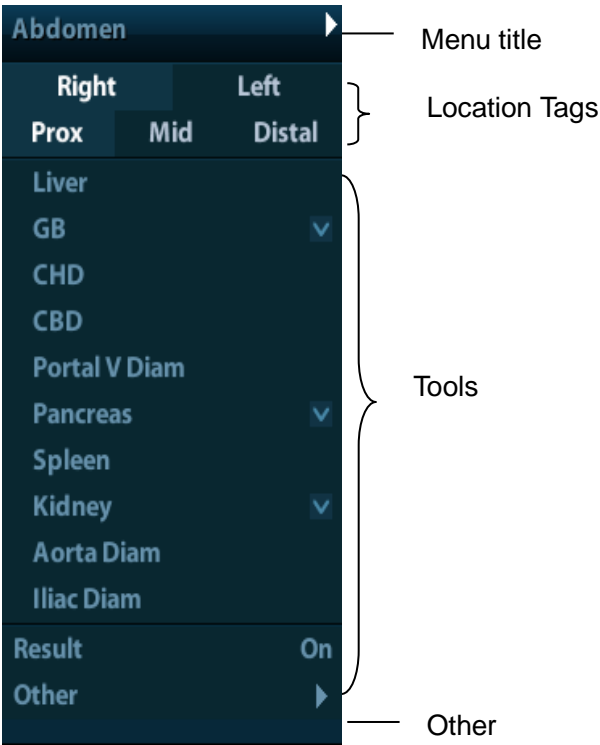 Abdomen
Menu title
Right Left
Location Tags
Prox Mid Distal
Liver
GB
CHD
CBD
Portal V Diam
Tools
Pancreas
Spleen
Kidney
Aorta Diam
Iliac Diam
Result On
Other
Other